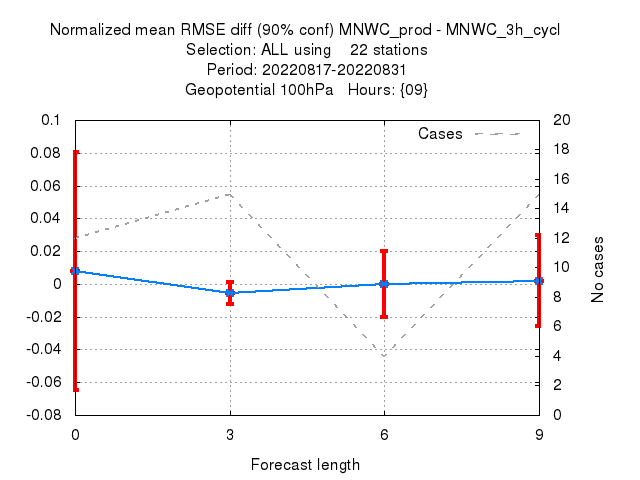 Normalized mean RMSE diff (90% conf) MNWC_prod - MNWC_3h_cycl
Selection: ALL using 22 stations
Period: 20220817-20220831
Geopotential 100hPa Hours: {09}
0.1
0.08
0.06
0.04
0.02
0
-0.02
-0.04
-0.06
-0.08
Cases
20
18
16
14
12
10
8
6
4
2
0
No cases
0 3 6 9
Forecast length